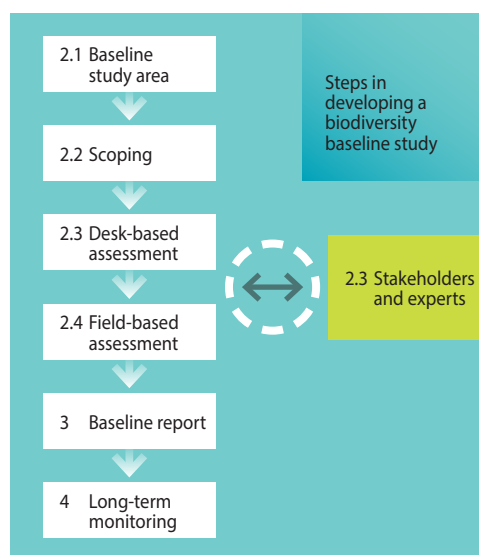 2.1 Baseline
study area
Steps in
developing a
biodiversity
baseline study
2.2 Scoping
2.3 Desk-based
assessment
2.3 Stakeholders
and experts
2.4 Field-based
assessment
3 Baseline report
4 Long-term
monitoring